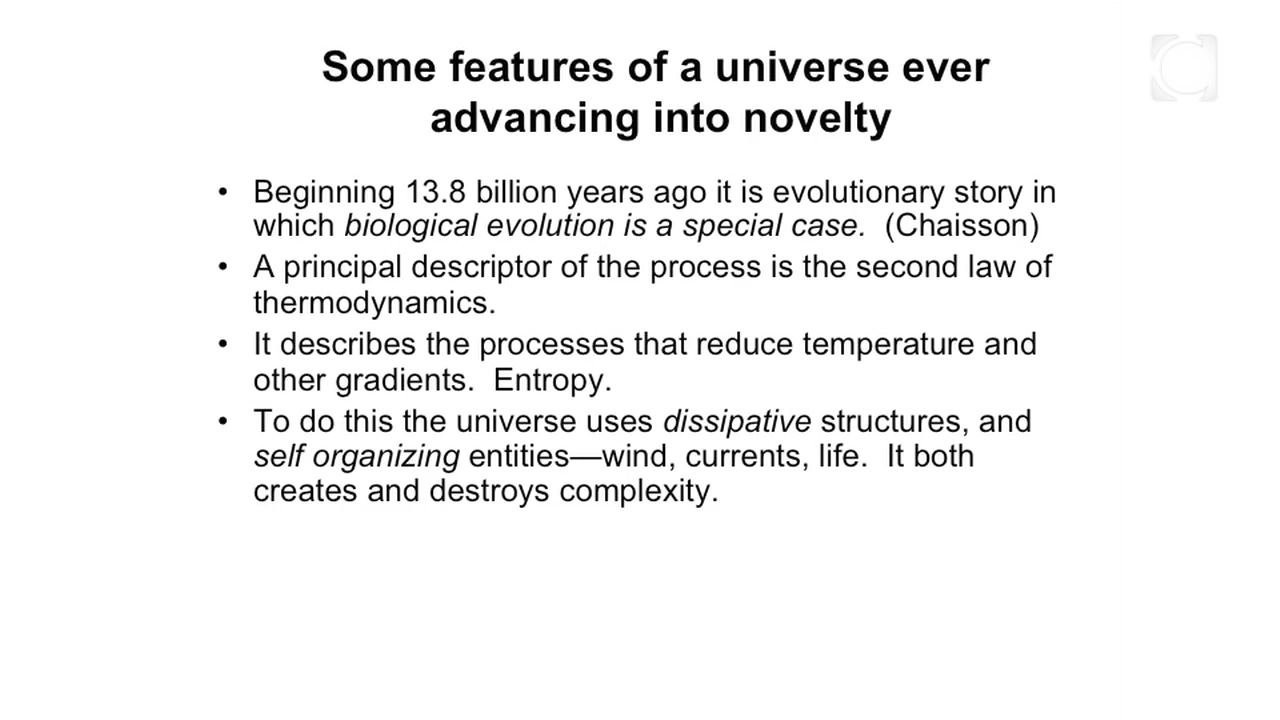 Some features of a universe ever
advancing into novelty
• Beginning 13.8 billion years ago it is evolutionary story in
which biological evolution is a special case. (Chaisson)
• A principal descriptor of the process is the second law of
thermodynamics.
• It describes the processes that reduce temperature and
other gradients. Entropy.
• To do this the universe uses dissipative structures, and
self organizing entities—wind, currents, life. It both
creates and destroys complexity.